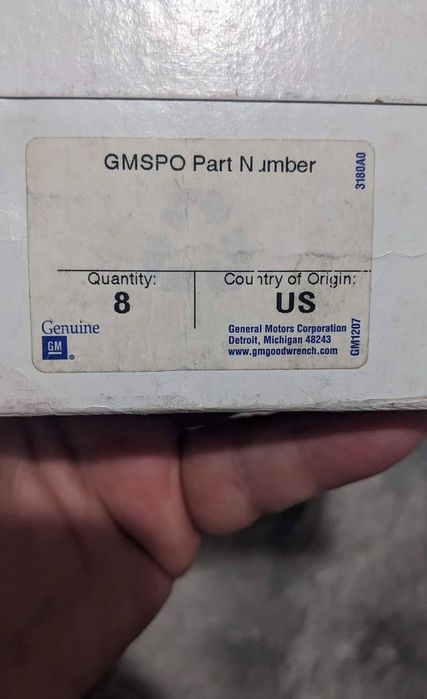 GMSPO Part Number
3180A0
Quantity:
8
Country of Origin:
US
Genuine
GM
®
General Motors Corporation
Detroit, Michigan 48243
www.gmgoodwrench.com
GM1207